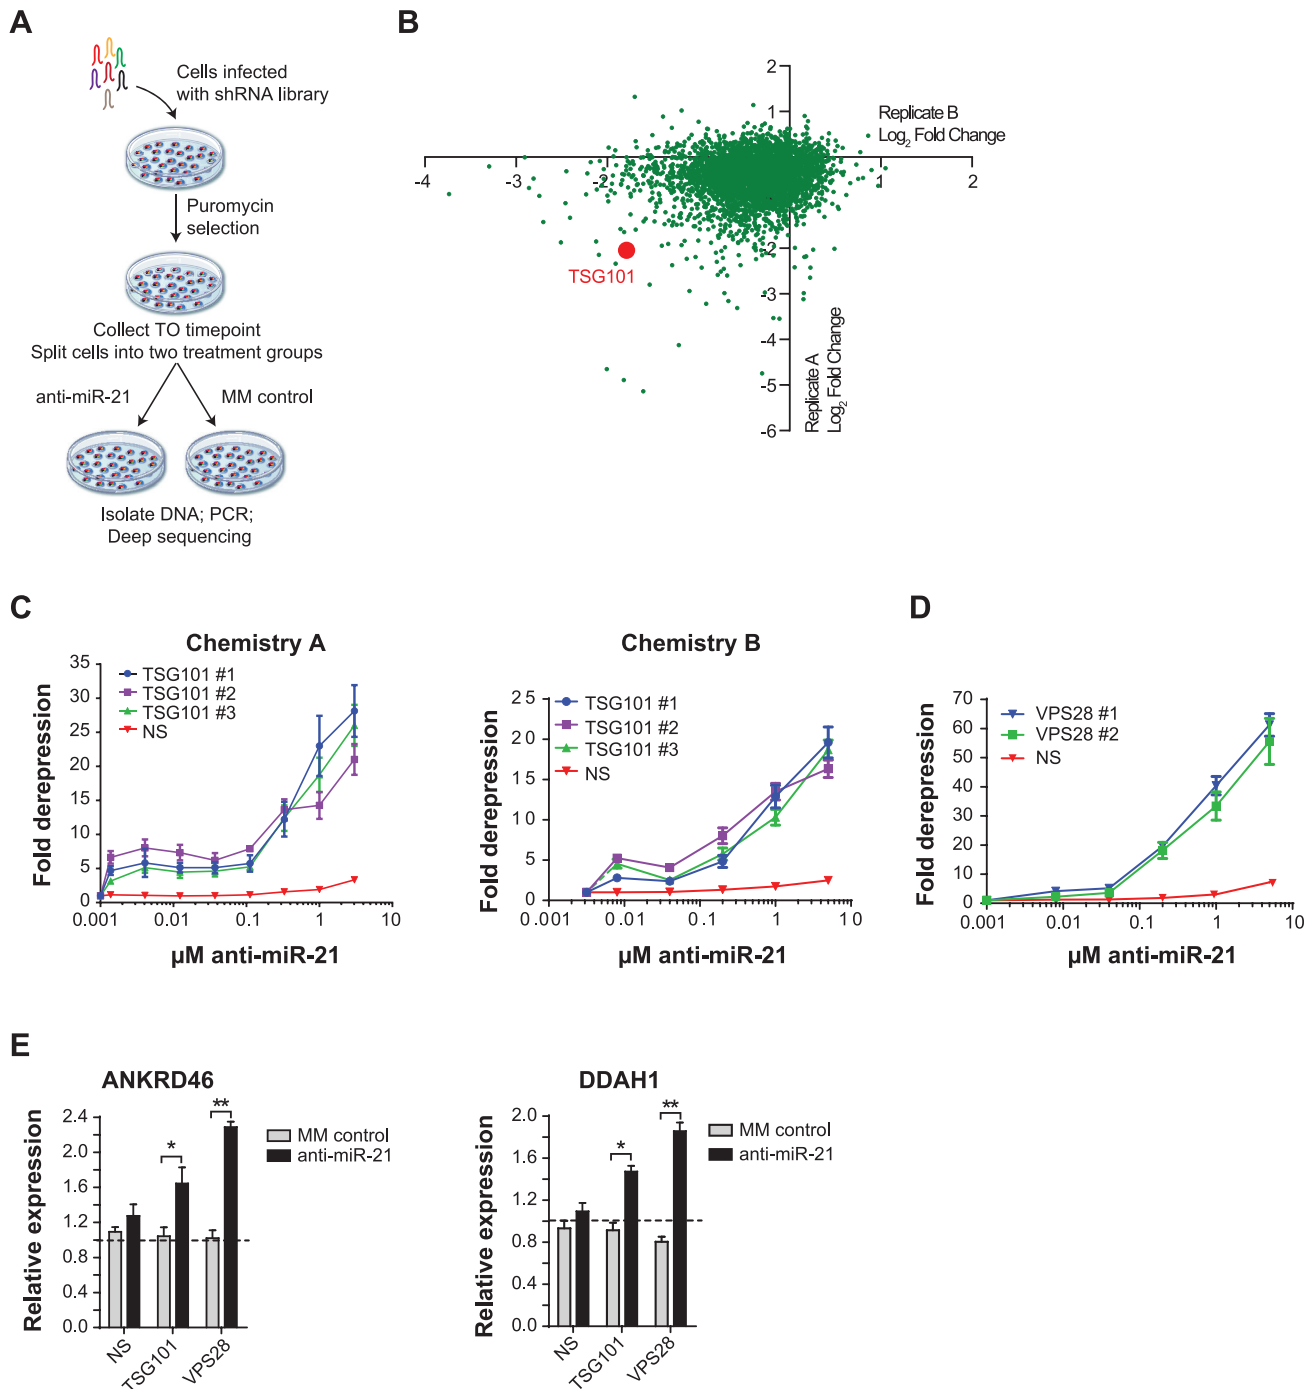 A
Cells infected
with shRNA library
Puromycin
selection
Collect TO timepoint
Split cells into two treatment groups
anti-miR-21
MM control
Isolate DNA; PCR;
Deep sequencing
B
2
1
Replicate B
Log2 Fold Change
-4
-3
-2
-1
1
2
-2
-3
-4
-5
-6
TSG101
Replicate A
Log2 Fold Change
C
Chemistry A
Fold derepression
35
30
25
20
15
10
5
0
TSG101 #1
TSG101 #2
TSG101 #3
NS
0.001
0.01
0.1
1
10
µM anti-miR-21
Chemistry B
Fold derepression
25
20
15
10
5
0
TSG101 #1
TSG101 #2
TSG101 #3
NS
0.001
0.01
0.1
1
10
µM anti-miR-21
D
Fold derepression
70
60
50
40
30
20
10
0
VPS28 #1
VPS28 #2
NS
0.001
0.01
0.1
1
10
µM anti-miR-21
E
ANKRD46
Relative expression
2.4
2.0
1.6
1.2
0.8
0.4
0.0
*
**
MM control
anti-miR-21
NS
TSG101
VPS28
DDAH1
Relative expression
2.0
1.6
1.2
0.8
0.4
0.0
*
**
MM control
anti-miR-21
NS
TSG101
VPS28